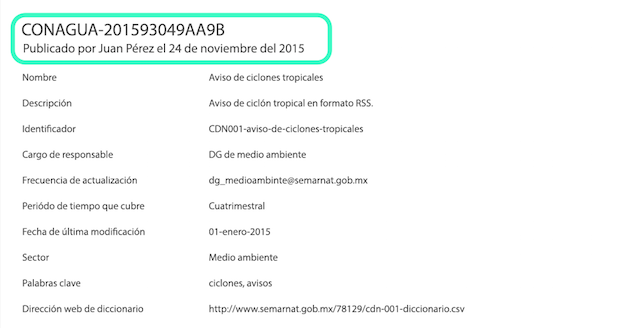 CONAGUA-201593049AA9B
Publicado por Juan Pérez el 24 de noviembre del 2015
Nombre Aviso de ciclones tropicales
Descripción Aviso de ciclón tropical en formato RSS.
Identificador CDN001-aviso-de-ciclones-tropicales
Cargo de responsable DG de medio ambiente
Frecuencia de actualización dg_medioambinte@semarnat.gob.mx
Periódo de tiempo que cubre Cuatrimestral
Fecha de última modificación 01-enero-2015
Sector Medio ambiente
Palabras clave ciclones, avisos
Dirección web de diccionario http://www.semarnat.gob.mx/78129/cdn-001-diccionario.csv